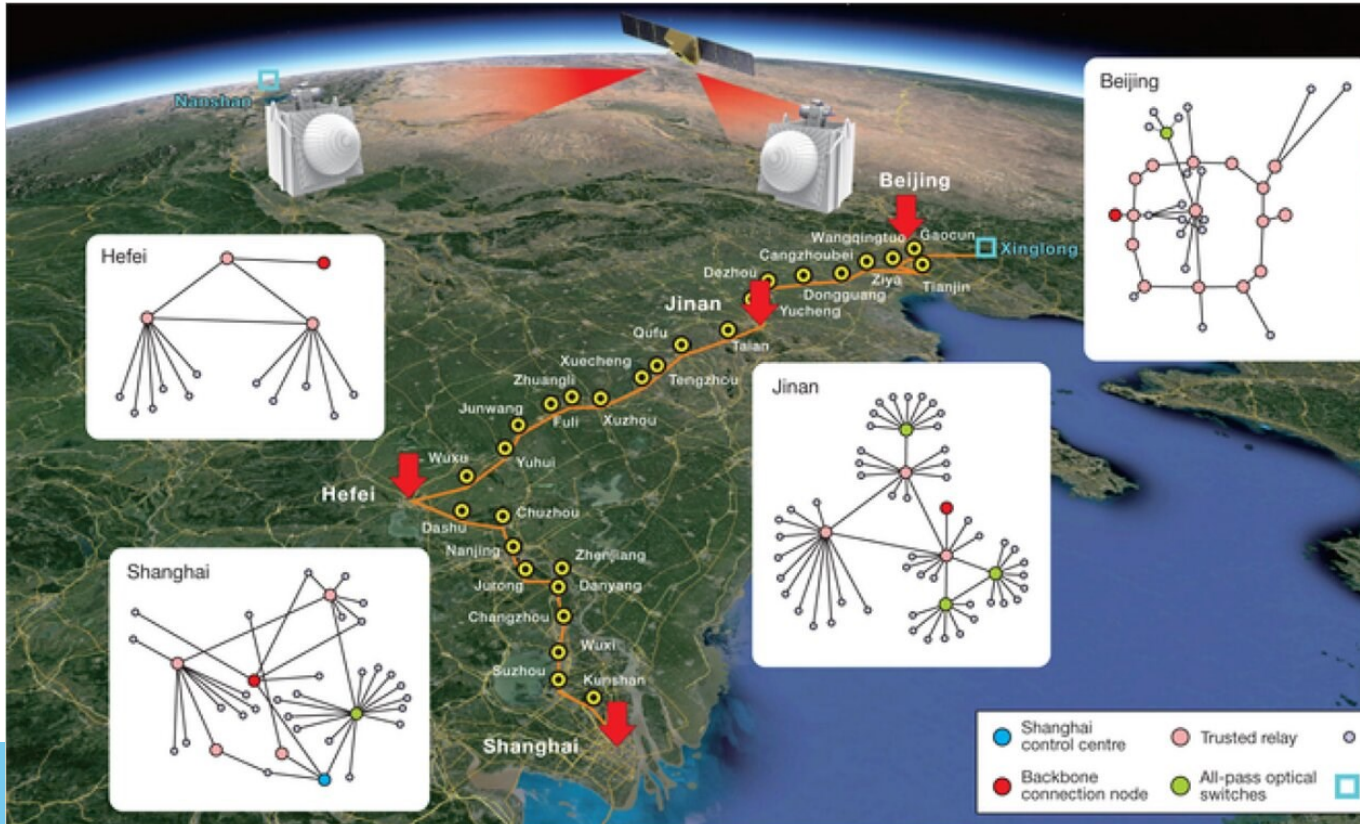 Nanshan
Beijing
Wangqingtuo
Gaocun
Cangzhoubei
Xinglong
Dezhou
Ziya
Tianjin
Dongguang
Jinan
Yucheng
Qufu
Taian
Xuecheng
Tengzhou
Zhuangli
Junwang
Fuli
Xuzhou
Wuxu
Yuhui
Hefei
Chuzhou
Dashu
Nanjing
Zhenjiang
Jurong
Danyang
Changzhou
Wuxi
Suzhou
Kunshan
Shanghai
Hefei
Shanghai
Beijing
Jinan
Shanghai
control centre
Trusted relay
Backbone
connection node
All-pass optical
switches